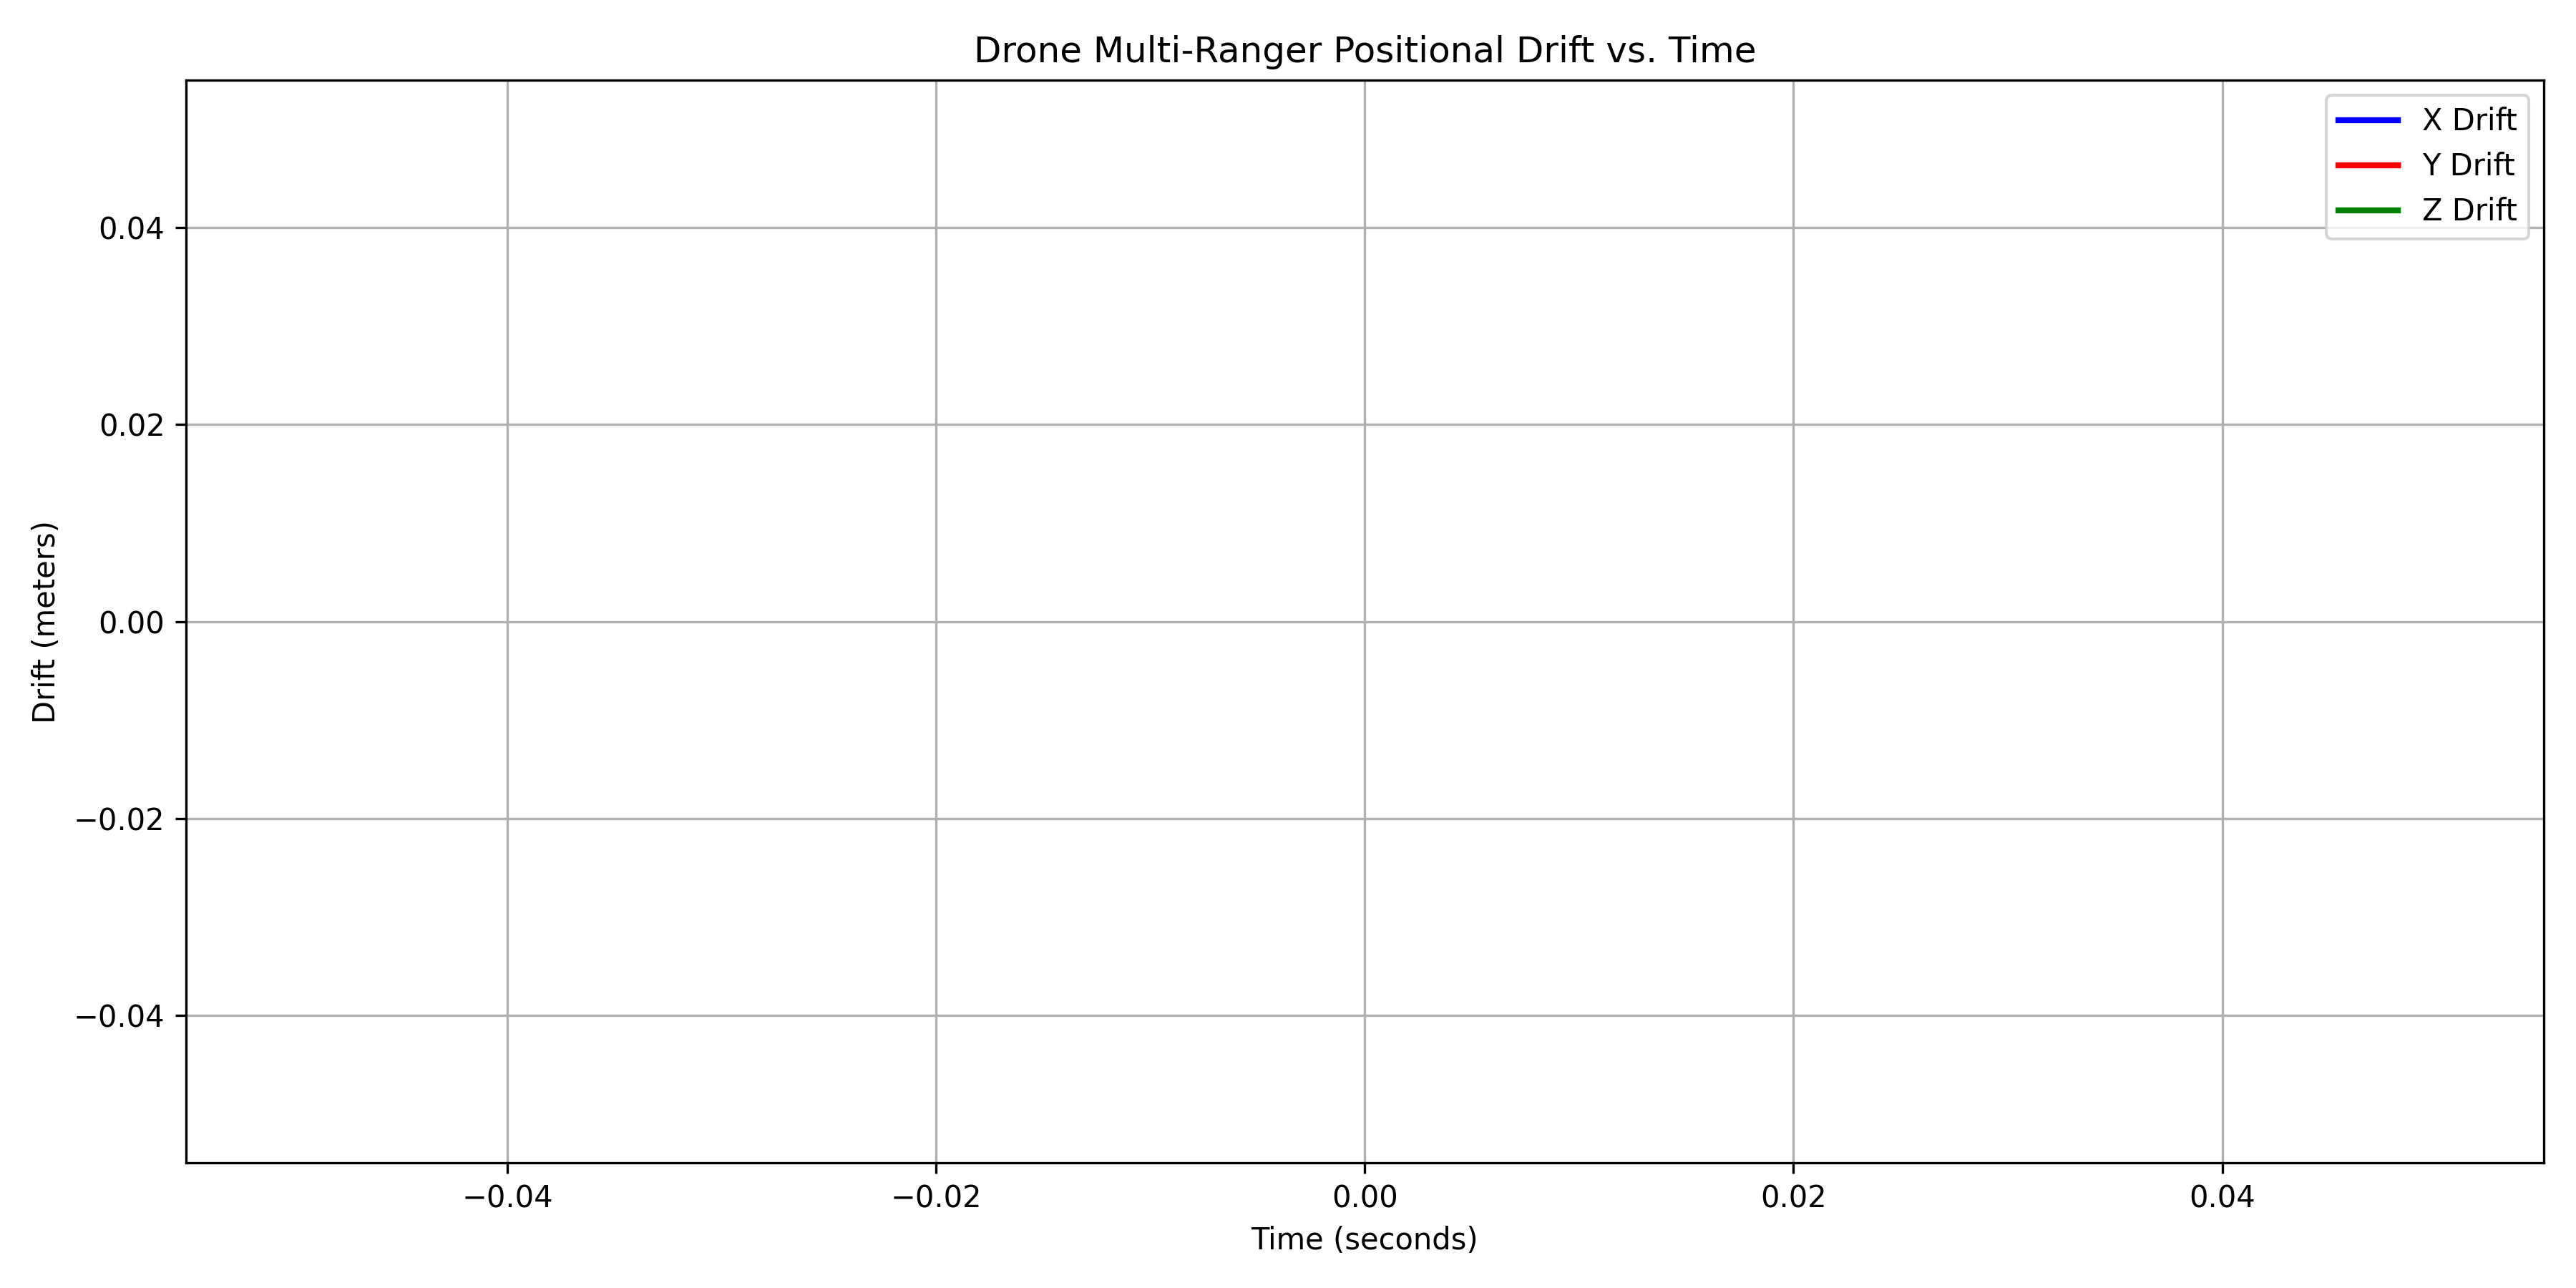 Drone Multi-Ranger Positional Drift vs. Time
X Drift
Y Drift
Z Drift
0.04
0.02
0.00
−0.02
−0.04
Drift (meters)
−0.04
−0.02
0.00
0.02
0.04
Time (seconds)